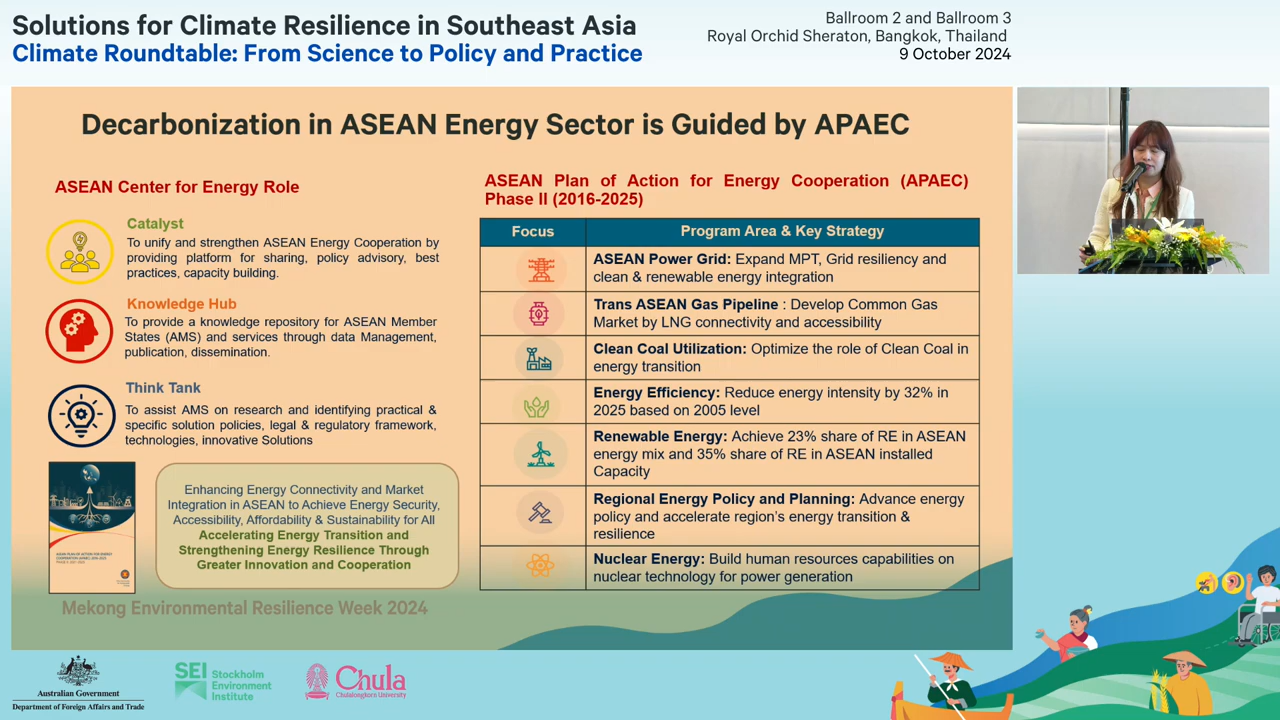 Solutions for Climate Resilience in Southeast Asia
Climate Roundtable: From Science to Policy and Practice
Ballroom 2 and Ballroom 3
Royal Orchid Sheraton, Bangkok, Thailand
9 October 2024
Decarbonization in ASEAN Energy Sector is Guided by APAEC
ASEAN Center for Energy Role
Catalyst
To unify and strengthen ASEAN Energy Cooperation by
providing platform for sharing, policy advisory, best
practices, capacity building.
Knowledge Hub
To provide a knowledge repository for ASEAN Member
States (AMS) and services through data Management,
publication, dissemination.
Think Tank
To assist AMS on research and identifying practical &
specific solution policies, legal & regulatory framework,
technologies, innovative Solutions
Enhancing Energy Connectivity and Market
Integration in ASEAN to Achieve Energy Security,
Accessibility, Affordability & Sustainability for All
Accelerating Energy Transition and
Strengthening Energy Resilience Through
Greater Innovation and Cooperation
Mekong Environmental Resilience Week 2024
ASEAN Plan of Action for Energy Cooperation (APAEC)
Phase II (2016-2025)
Focus
Program Area & Key Strategy
ASEAN Power Grid: Expand MPT, Grid resiliency and
clean & renewable energy integration
Trans ASEAN Gas Pipeline : Develop Common Gas
Market by LNG connectivity and accessibility
Clean Coal Utilization: Optimize the role of Clean Coal in
energy transition
Energy Efficiency: Reduce energy intensity by 32% in
2025 based on 2005 level
Renewable Energy: Achieve 23% share of RE in ASEAN
energy mix and 35% share of RE in ASEAN installed
Capacity
Regional Energy Policy and Planning: Advance energy
policy and accelerate region's energy transition &
resilience
Nuclear Energy: Build human resources capabilities on
nuclear technology for power generation
Australian Government
Department of Foreign Affairs and Trade
SEI Stockholm
Environment
Institute
Chula
Chulalongkorn University